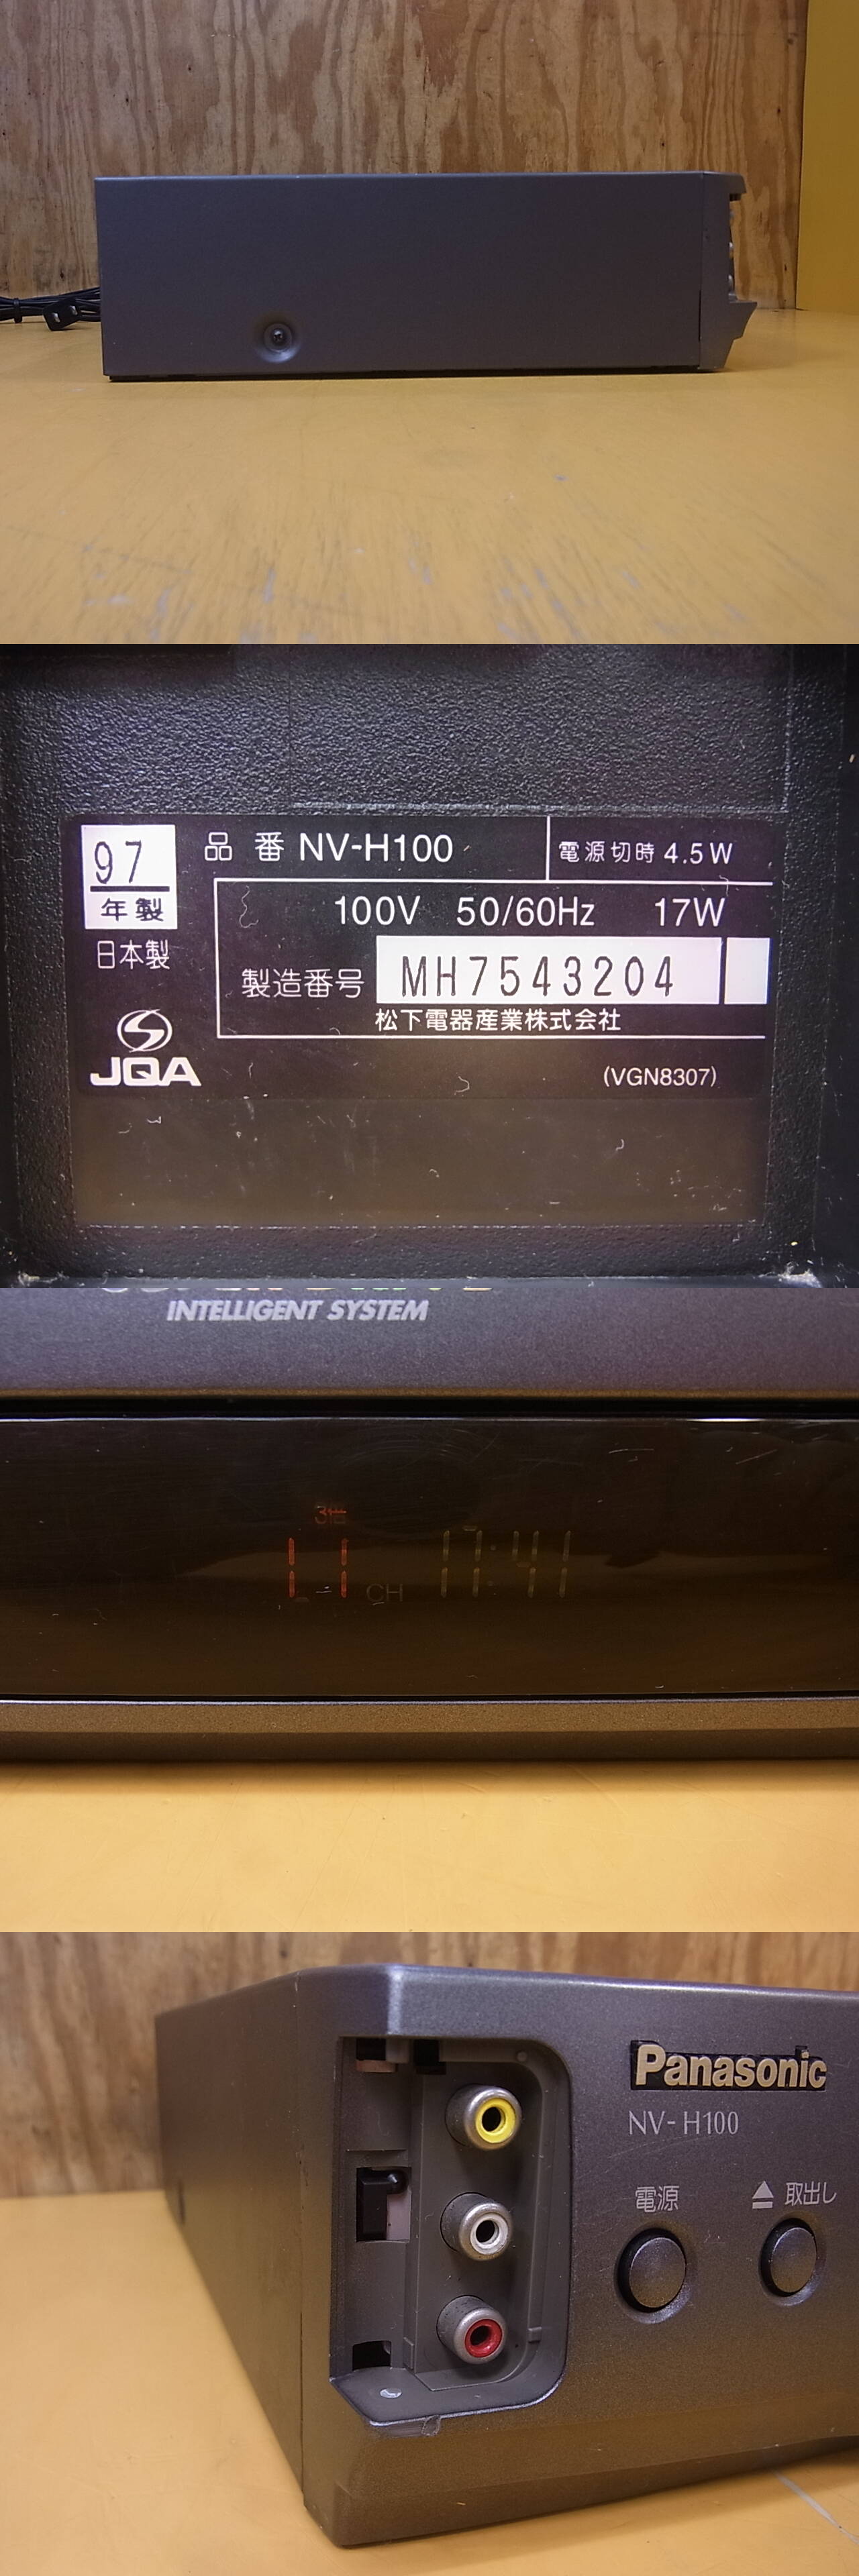 97
年製
日本製
JQA
品番 NV-H100
電源切時 4.5W
100V 50/60Hz 17W
製造番号 MH7543204
松下電器産業株式会社
(VGN8307)
INTELLIGENT SYSTEM
3倍
L1 CH 17:41
Panasonic
NV-H100
電源
取出し